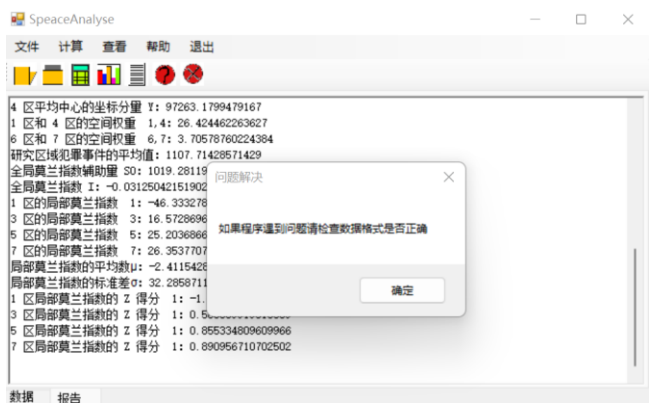 SpeaceAnalyse
文件 计算 查看 帮助 退出
4 区平均中心的坐标分量 Y: 97263.1799479167
1 区和 4 区的空间权重 1,4: 26.424462263627
6 区和 7 区的空间权重 6,7: 3.70578760224384
研究区域犯罪事件的平均值: 1107.71428571429
全局莫兰指数辅助量 S0: 1019.28119
全局莫兰指数 I: -0.03125042151902
1 区的局部莫兰指数 1: -46.333278
3 区的局部莫兰指数 3: 16.5728696
5 区的局部莫兰指数 5: 25.2036866
7 区的局部莫兰指数 7: 26.3537707
局部莫兰指数的平均数μ: -2.4115428
局部莫兰指数的标准差σ: 32.2858711
1 区局部莫兰指数的 Z 得分 1: -1.
3 区局部莫兰指数的 Z 得分 1:
5 区局部莫兰指数的 Z 得分 1: 0.855334809609966
7 区局部莫兰指数的 Z 得分 1: 0.890956710702502
问题解决
如果程序遇到问题请检查数据格式是否正确
确定
数据 报告